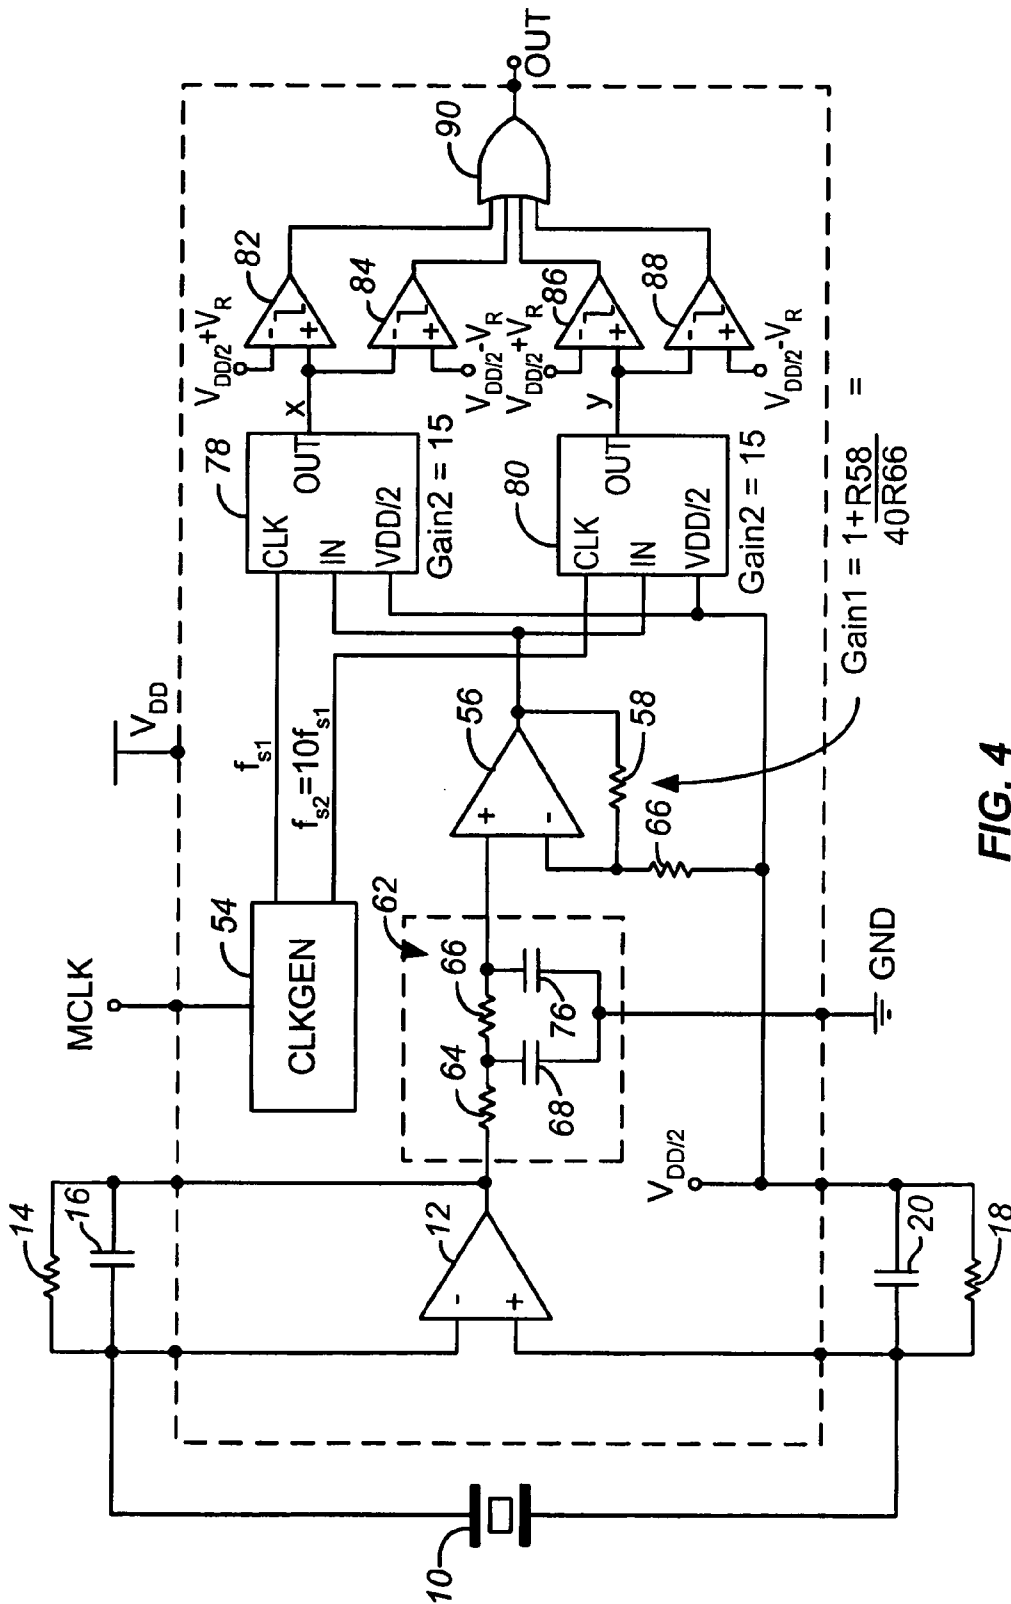 10
14
16
12
18
20
V_DD/2
MCLK
54
CLKGEN
V_DD
f_s1
f_s2=10f_s1
62
64
66
68
76
GND
56
+
-
58
66
-
+
Gain1 = 1+R58 =
40R66
78
CLK
IN
VDD/2
OUT
Gain2 = 15
80
CLK
IN
VDD/2
OUT
Gain2 = 15
x
y
V_DD/2+V_R
82
-
+
84
-
+
V_DD/2-V_R
V_DD/2+V_R
86
-
+
88
-
+
V_DD/2-V_R
90
OUT
FIG. 4